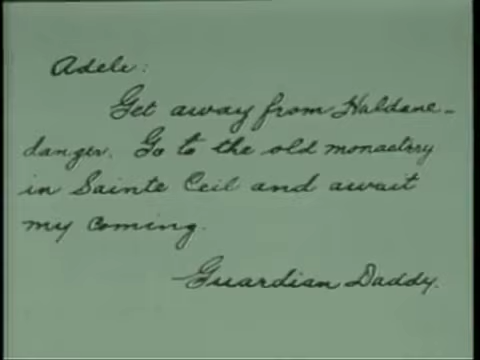 Adele:
Get away from Haldane -
danger. Go to the old monastery
in Sainte Ceil and await
my coming.
Guardian Daddy.